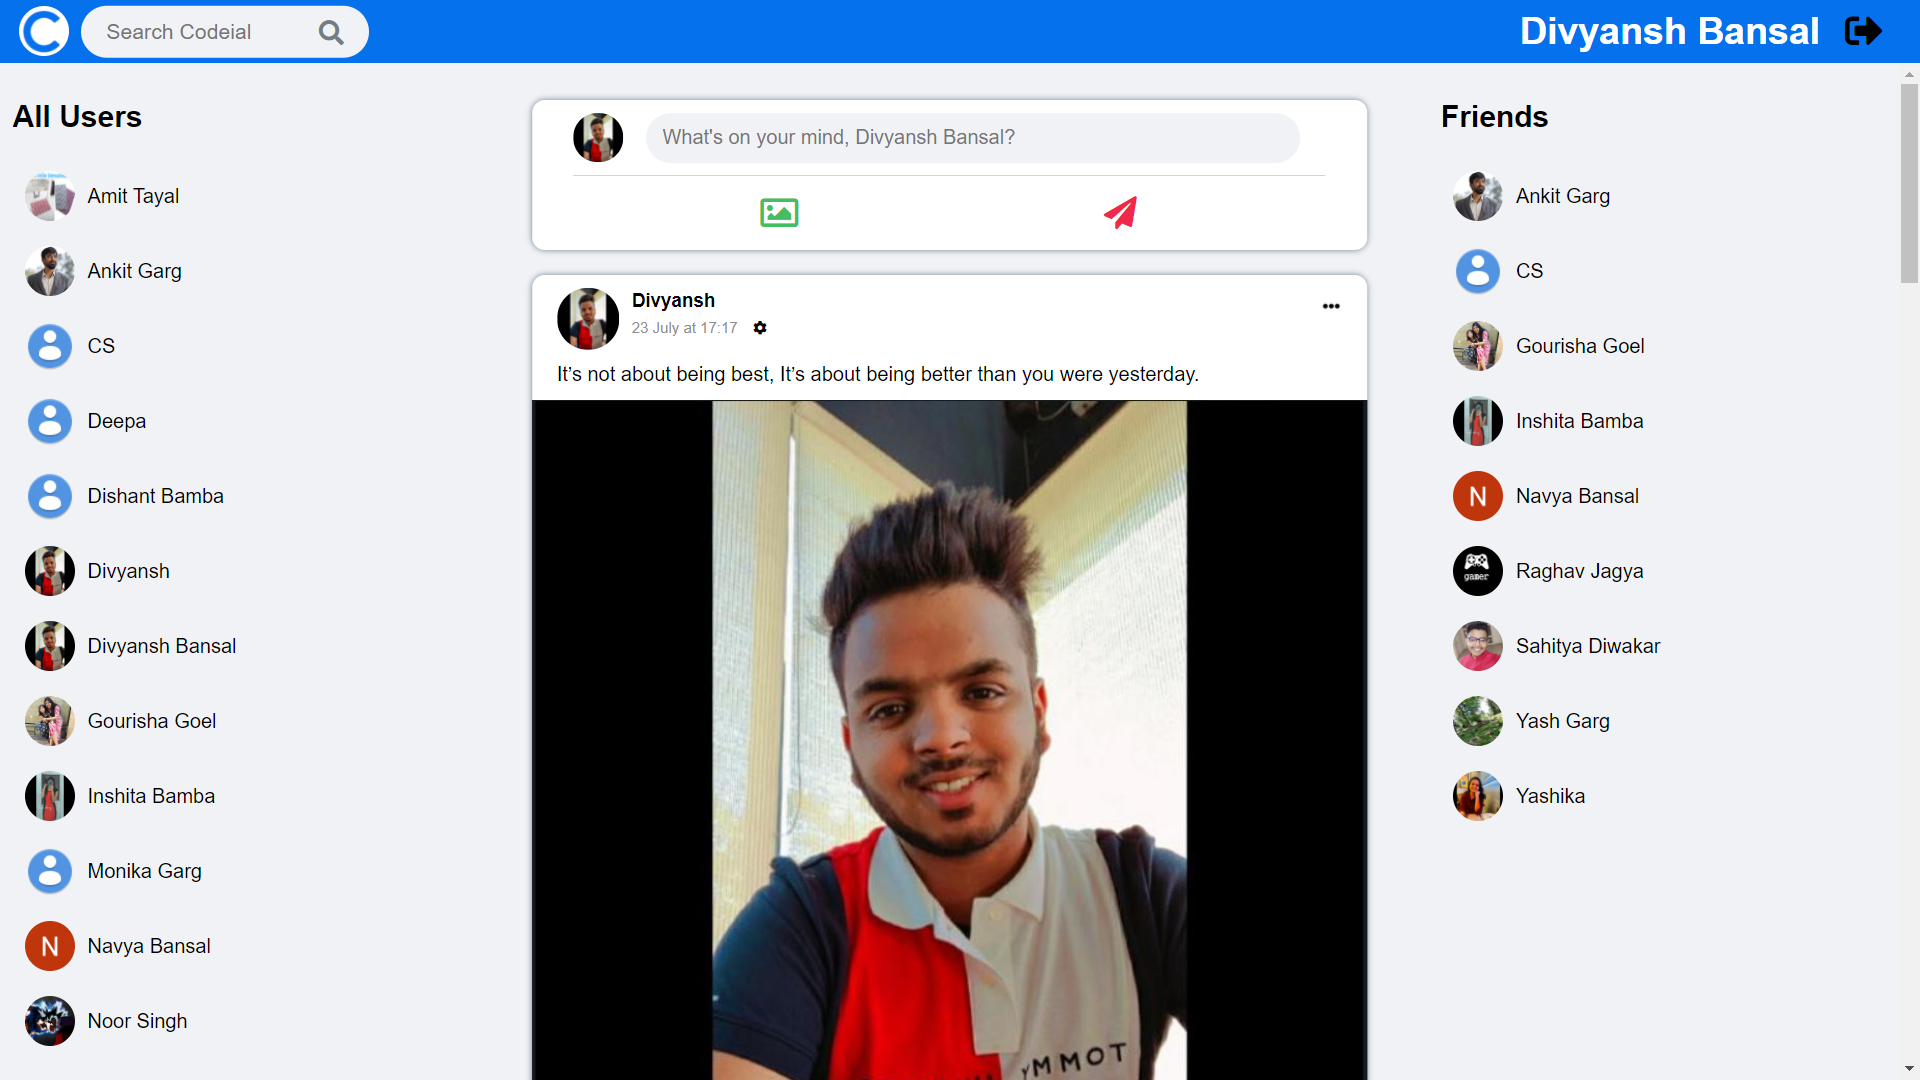 C
Search Codeial
Divyansh Bansal
All Users
Amit Tayal
Ankit Garg
CS
Deepa
Dishant Bamba
Divyansh
Divyansh Bansal
Gourisha Goel
Inshita Bamba
Monika Garg
N
Navya Bansal
Noor Singh
What's on your mind, Divyansh Bansal?
Divyansh
23 July at 17:17
It’s not about being best, It’s about being better than you were yesterday.
Friends
Ankit Garg
CS
Gourisha Goel
Inshita Bamba
N
Navya Bansal
gamer
Raghav Jagya
Sahitya Diwakar
Yash Garg
Yashika